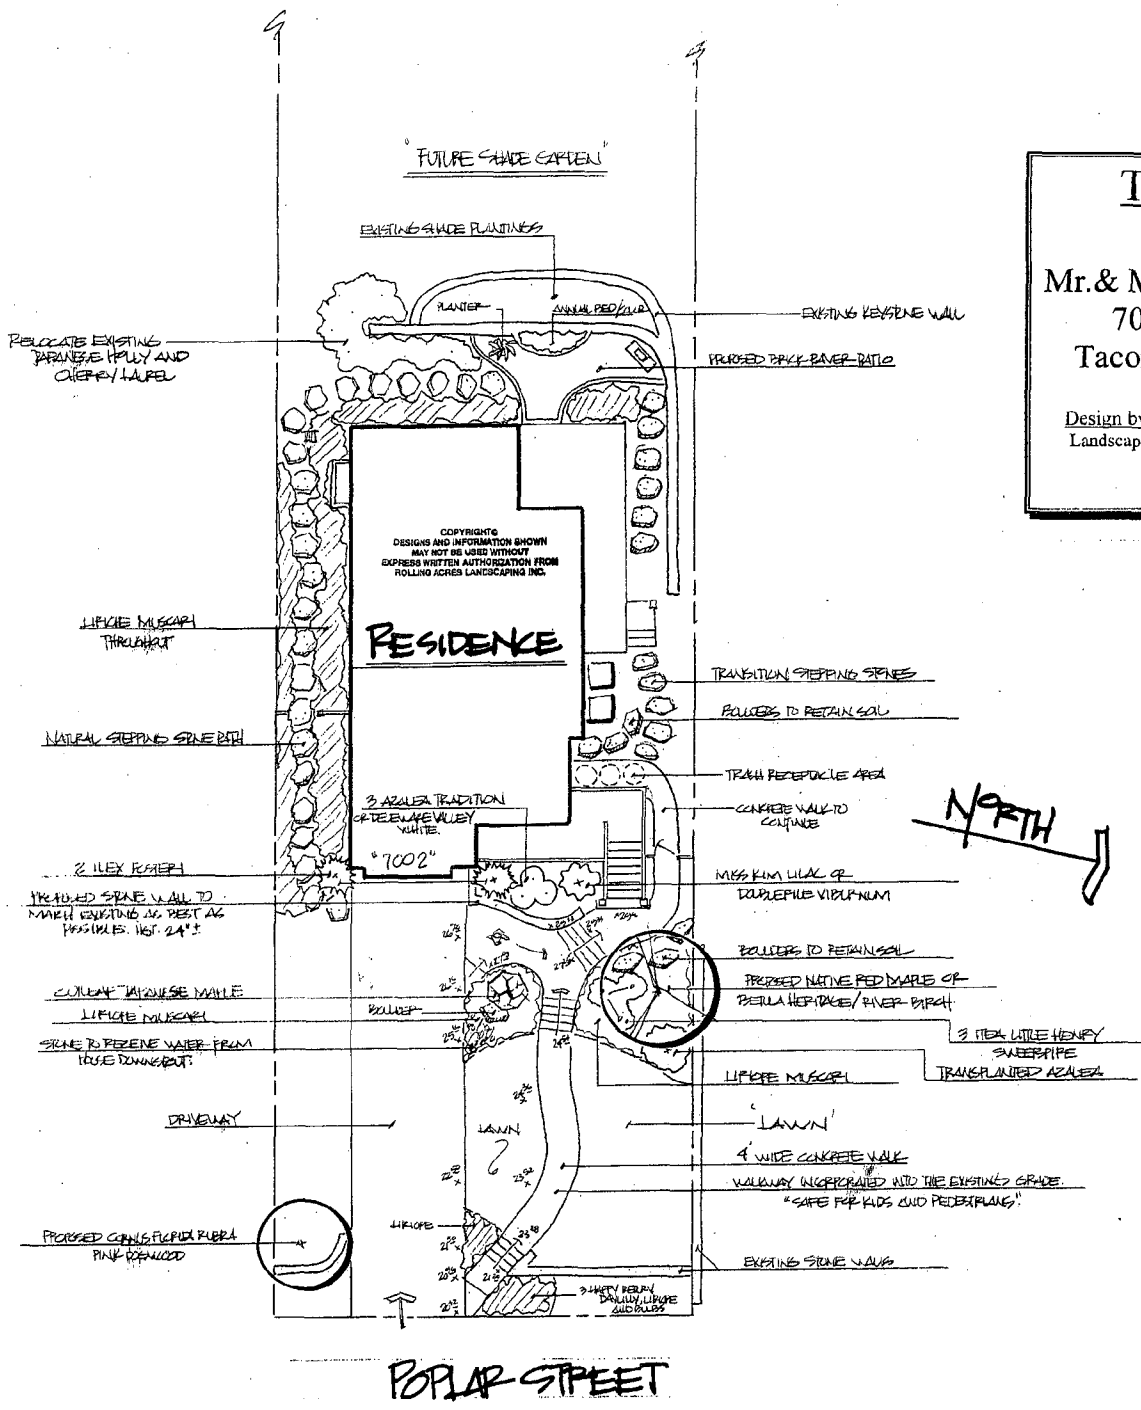 "FUTURE SHADE GARDEN"
EXISTING SHADE PLANTINGS
PLANTER
ANNUAL BED/
EXISTING KEYSTONE WALL
RELOCATE EXISTING
JAPANESE HOLLY AND
CHERRY LAUREL
PROPOSED BRICK PAVER PATIO
T
Mr.& M
70
Taco
Design by
Landscap
COPYRIGHT©
DESIGNS AND INFORMATION SHOWN
MAY NOT BE USED WITHOUT
EXPRESS WRITTEN AUTHORIZATION FROM
ROLLING ACRES LANDSCAPING INC.
RESIDENCE
LIRIOPE MUSCARI
THROUGHOUT
TRANSITION STEPPING STONES
BOULDERS TO RETAIN SOIL
NATURAL STEPPING STONE PATH
TRASH RECEPTACLE AREA
CONCRETE WALK TO
CONTINUE
NORTH
3 AZALEA TRADITION
OR DELEWARE VALLEY
WHITE.
"7002"
2 ILEX FOSTERI
MISS KIM LILAC OR
DOUBLEFILE VIBURNUM
PROPOSED STONE WALL TO
MATCH EXISTING AS BEST AS
POSSIBLE. HGT. 24"±
BOULDERS TO RETAIN SOIL
PROPOSED NATIVE RED MAPLE OR
BETULA HERITAGE/RIVER BIRCH
CUTLEAF JAPANESE MAPLE
LIRIOPE MUSCARI
BOULDER
3 ITEA LITTLE HENRY
SWEETSPIRE
STONE TO RECEIVE WATER FROM
HOUSE DOWNSPOUT.
TRANSPLANTED AZALEA
LIRIOPE MUSCARI
DRIVEWAY
LAWN
'LAWN'
4' WIDE CONCRETE WALK
WALKWAY INCORPORATED INTO THE EXISTING GRADE.
"SAFE FOR KIDS AND PEDESTRIANS."
LIRIOPE
PROPOSED CORNUS FLORIDA RUBRA
PINK DOGWOOD
EXISTING STONE WALLS
3 HAPPY RETURN
DAYLILY, LIRIOPE
AND BULBS
POPLAR STREET